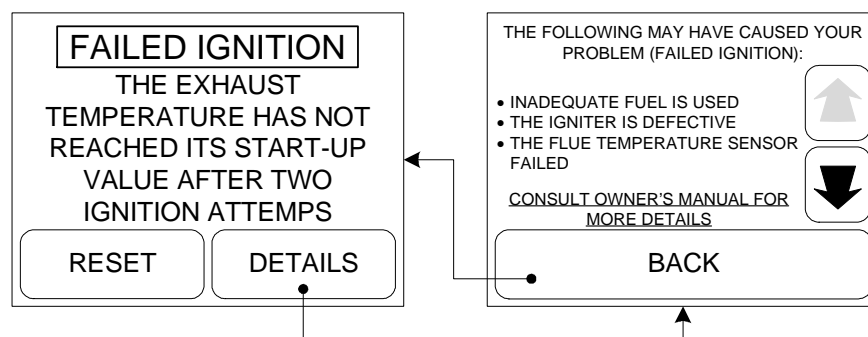 FAILED IGNITION
THE EXHAUST
TEMPERATURE HAS NOT
REACHED ITS START-UP
VALUE AFTER TWO
IGNITION ATTEMPS
RESET
DETAILS
THE FOLLOWING MAY HAVE CAUSED YOUR
PROBLEM (FAILED IGNITION):
• INADEQUATE FUEL IS USED
• THE IGNITER IS DEFECTIVE
• THE FLUE TEMPERATURE SENSOR
FAILED
CONSULT OWNER'S MANUAL FOR
MORE DETAILS
BACK